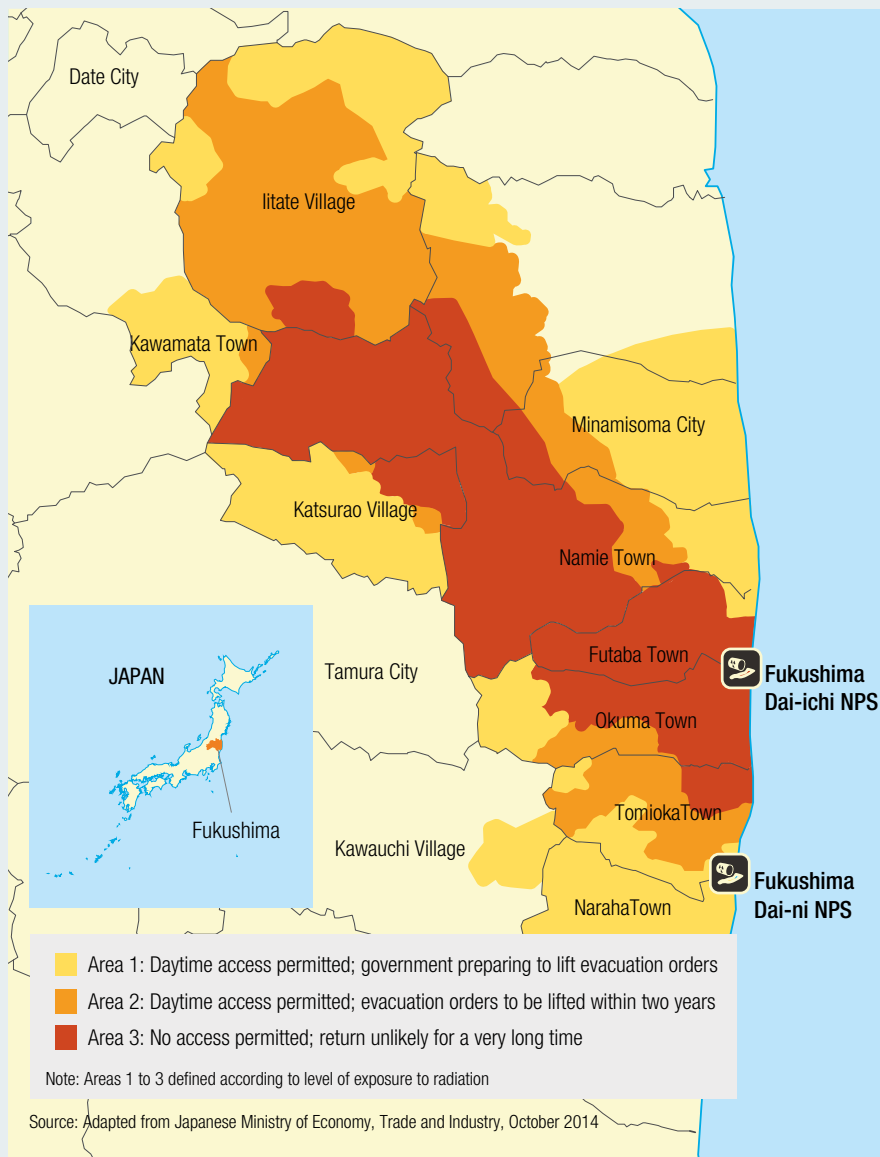 Date City
Iitate Village
Kawamata Town
Minamisoma City
Katsurao Village
Namie Town
Futaba Town
Tamura City
Fukushima
Dai-ichi NPS
Okuma Town
JAPAN
Fukushima
TomiokaTown
Kawauchi Village
Fukushima
Dai-ni NPS
NarahaTown
Area 1: Daytime access permitted; government preparing to lift evacuation orders
Area 2: Daytime access permitted; evacuation orders to be lifted within two years
Area 3: No access permitted; return unlikely for a very long time
Note: Areas 1 to 3 defined according to level of exposure to radiation
Source: Adapted from Japanese Ministry of Economy, Trade and Industry, October 2014